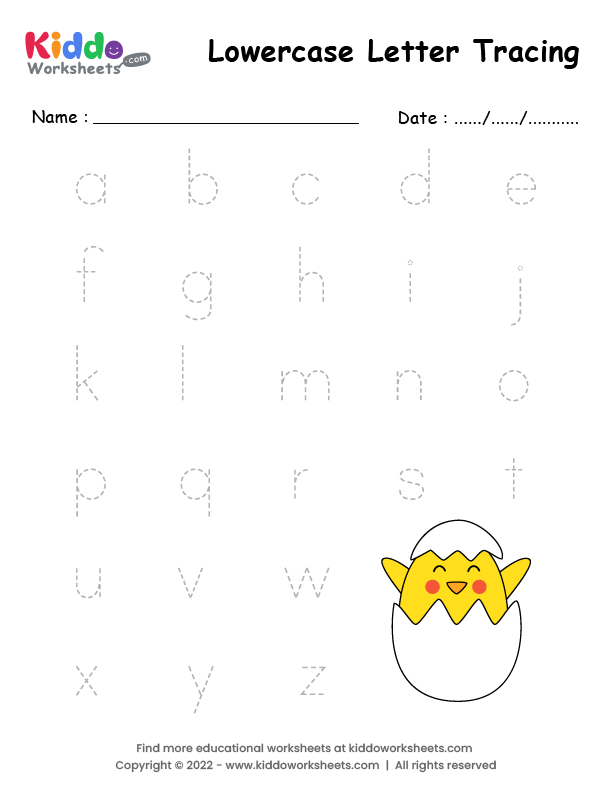 Kiddo
Worksheets.com
Lowercase Letter Tracing
Name : ______________________ Date : ....../....../...........
a b c d e
f g h i j
k l m n o
p q r s t
u v w
x y z
Find more educational worksheets at kiddoworksheets.com
Copyright © 2022 - www.kiddoworksheets.com | All rights reserved